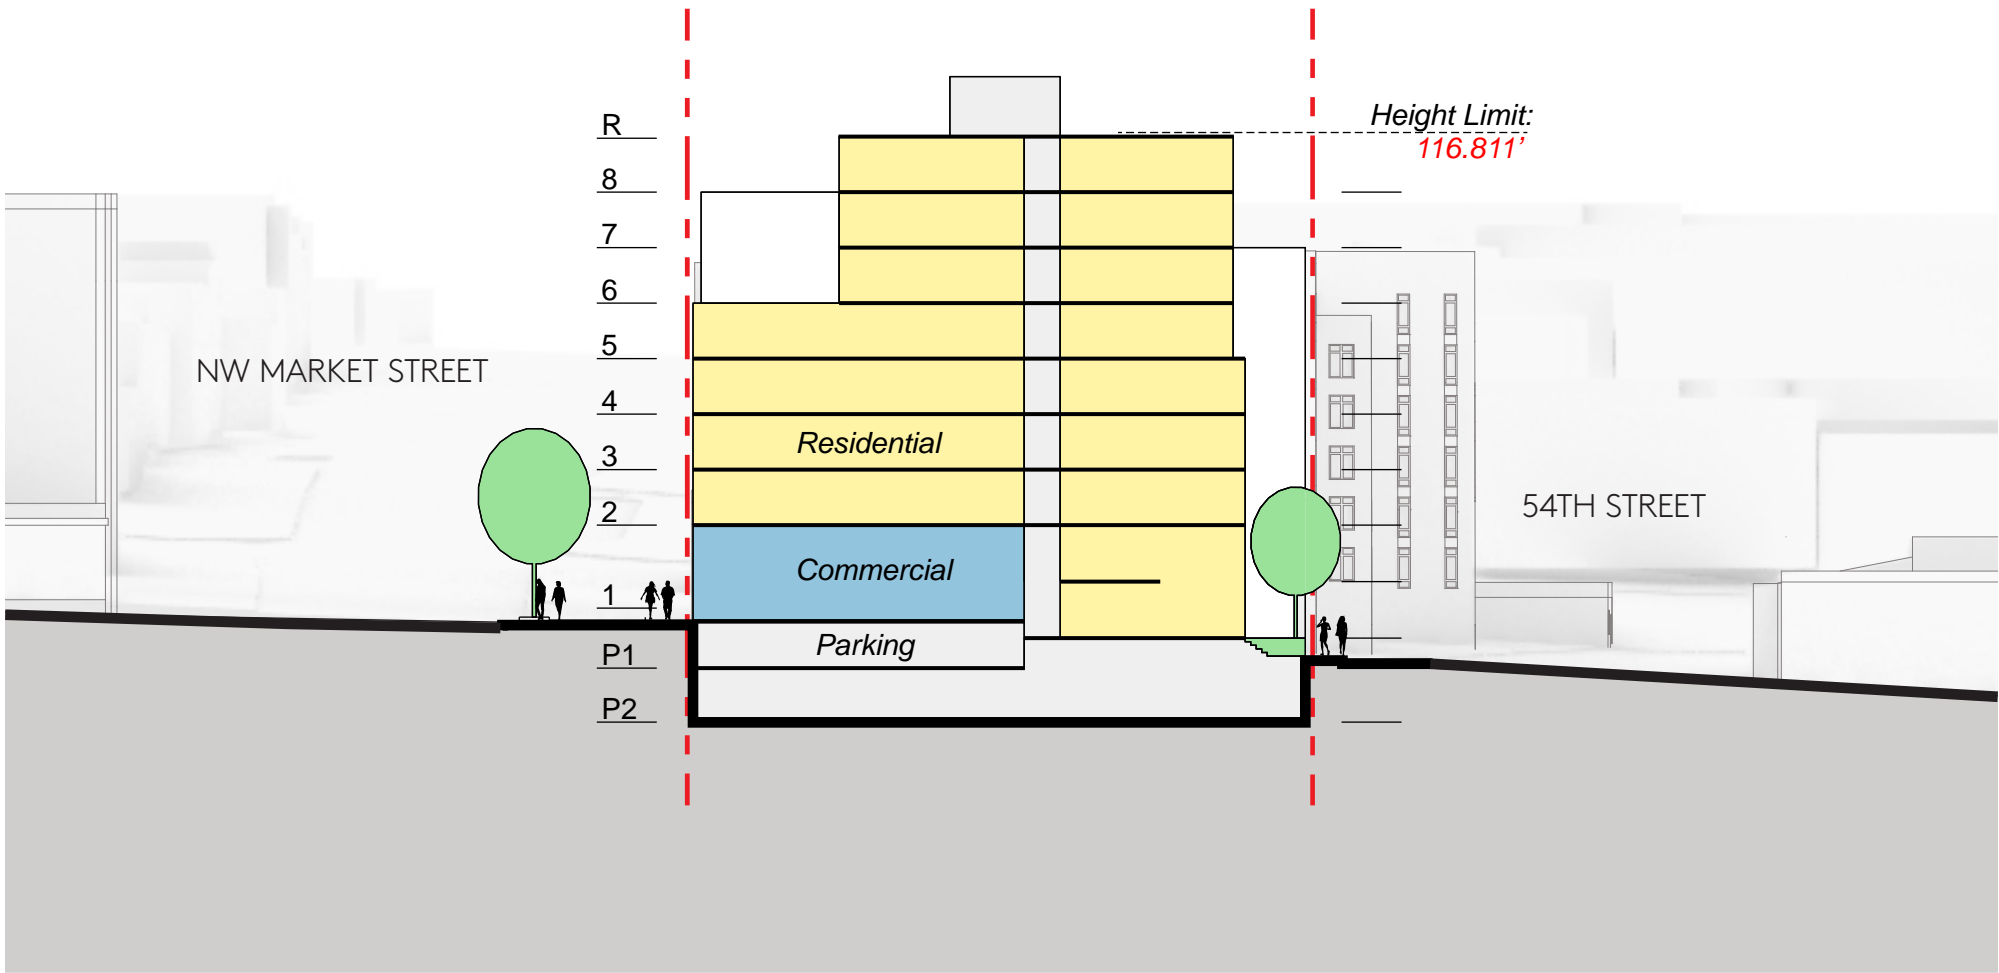 R
Height Limit:
116.811’
8
7
6
5
NW MARKET STREET
4
Residential
3
2
54TH STREET
Commercial
1
Parking
P1
P2